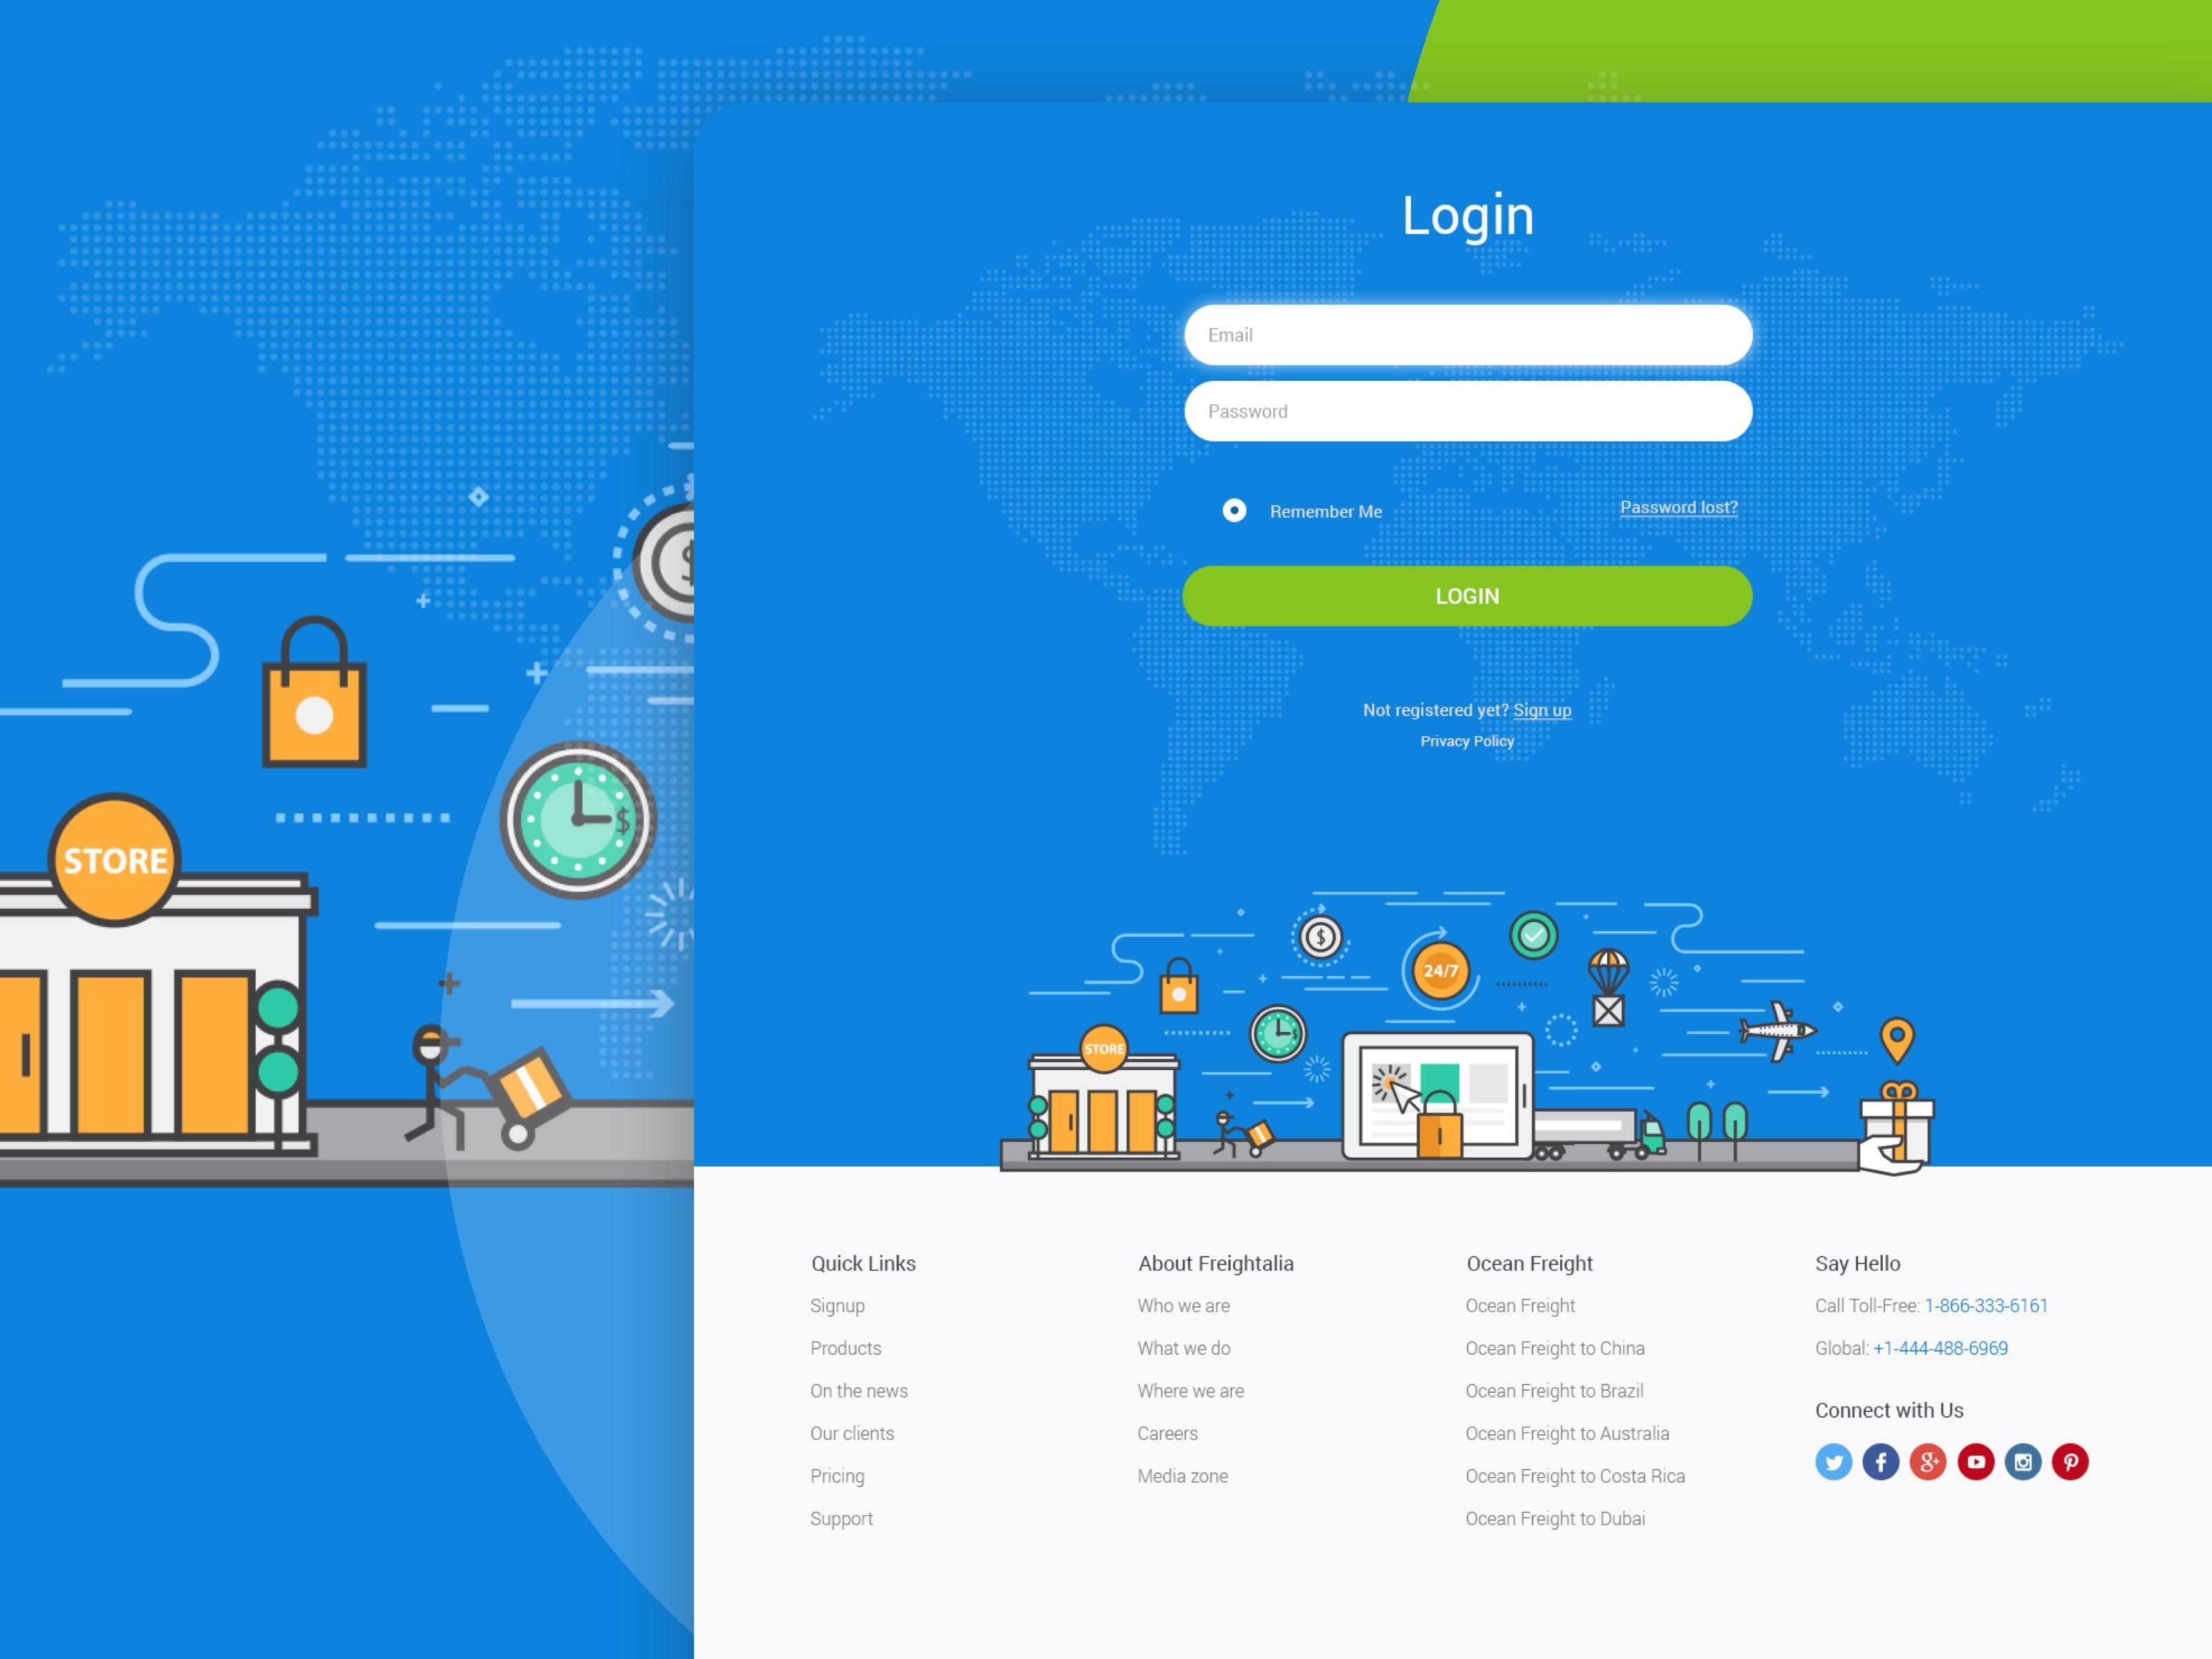 Login
Email
Password
Remember Me
Password lost?
LOGIN
Not registered yet? Sign up
Privacy Policy
$
STORE
$
$
24/7
STORE
Quick Links
Signup
Products
On the news
Our clients
Pricing
Support
About Freightalia
Who we are
What we do
Where we are
Careers
Media zone
Ocean Freight
Ocean Freight
Ocean Freight to China
Ocean Freight to Brazil
Ocean Freight to Australia
Ocean Freight to Costa Rica
Ocean Freight to Dubai
Say Hello
Call Toll-Free: 1-866-333-6161
Global: +1-444-488-6969
Connect with Us